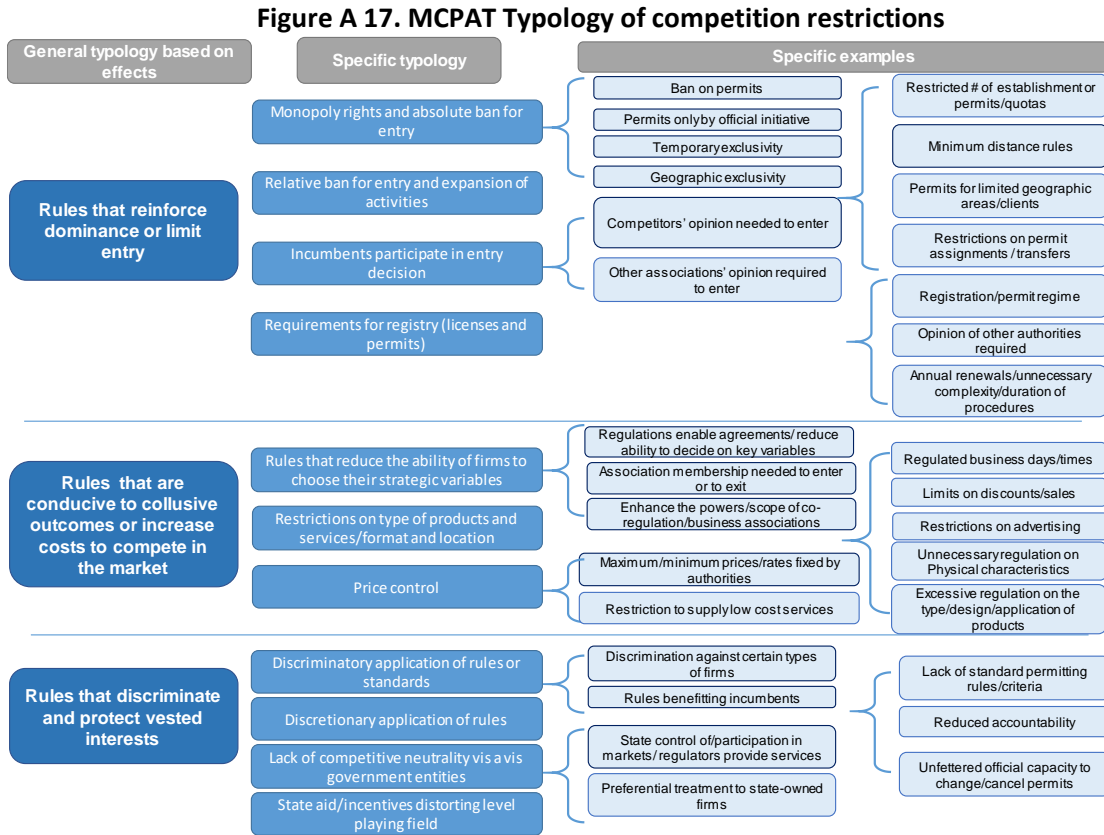 Figure A 17. MCPAT Typology of competition restrictions
General typology based on
effects
Specific typology
Specific examples
Rules that reinforce
dominance or limit
entry
Monopoly rights and absolute ban for
entry
Relative ban for entry and expansion of
activities
Incumbents participate in entry
decision
Requirements for registry (licenses and
permits)
Ban on permits
Permits only by official initiative
Temporary exclusivity
Geographic exclusivity
Competitors' opinion needed to enter
Other associations' opinion required
to enter
Restricted # of establishment or
permits/quotas
Minimum distance rules
Permits for limited geographic
areas/clients
Restrictions on permit
assignments / transfers
Registration/permit regime
Opinion of other authorities
required
Annual renewals/unnecessary
complexity/duration of
procedures
Rules that are
conducive to collusive
outcomes or increase
costs to compete in
the market
Rules that reduce the ability of firms to
choose their strategic variables
Restrictions on type of products and
services/format and location
Price control
Regulations enable agreements/ reduce
ability to decide on key variables
Association membership needed to enter
or to exit
Enhance the powers/scope of co-
regulation/business associations
Maximum/minimum prices/rates fixed by
authorities
Restriction to supply low cost services
Regulated business days/times
Limits on discounts/sales
Restrictions on advertising
Unnecessary regulation on
Physical characteristics
Excessive regulation on the
type/design/application of
products
Rules that discriminate
and protect vested
interests
Discriminatory application of rules or
standards
Discretionary application of rules
Lack of competitive neutrality vis a vis
government entities
State aid/incentives distorting level
playing field
Discrimination against certain types
of firms
Rules benefitting incumbents
State control of/participation in
markets/ regulators provide services
Preferential treatment to state-owned
firms
Lack of standard permitting
rules/criteria
Reduced accountability
Unfettered official capacity to
change/cancel permits